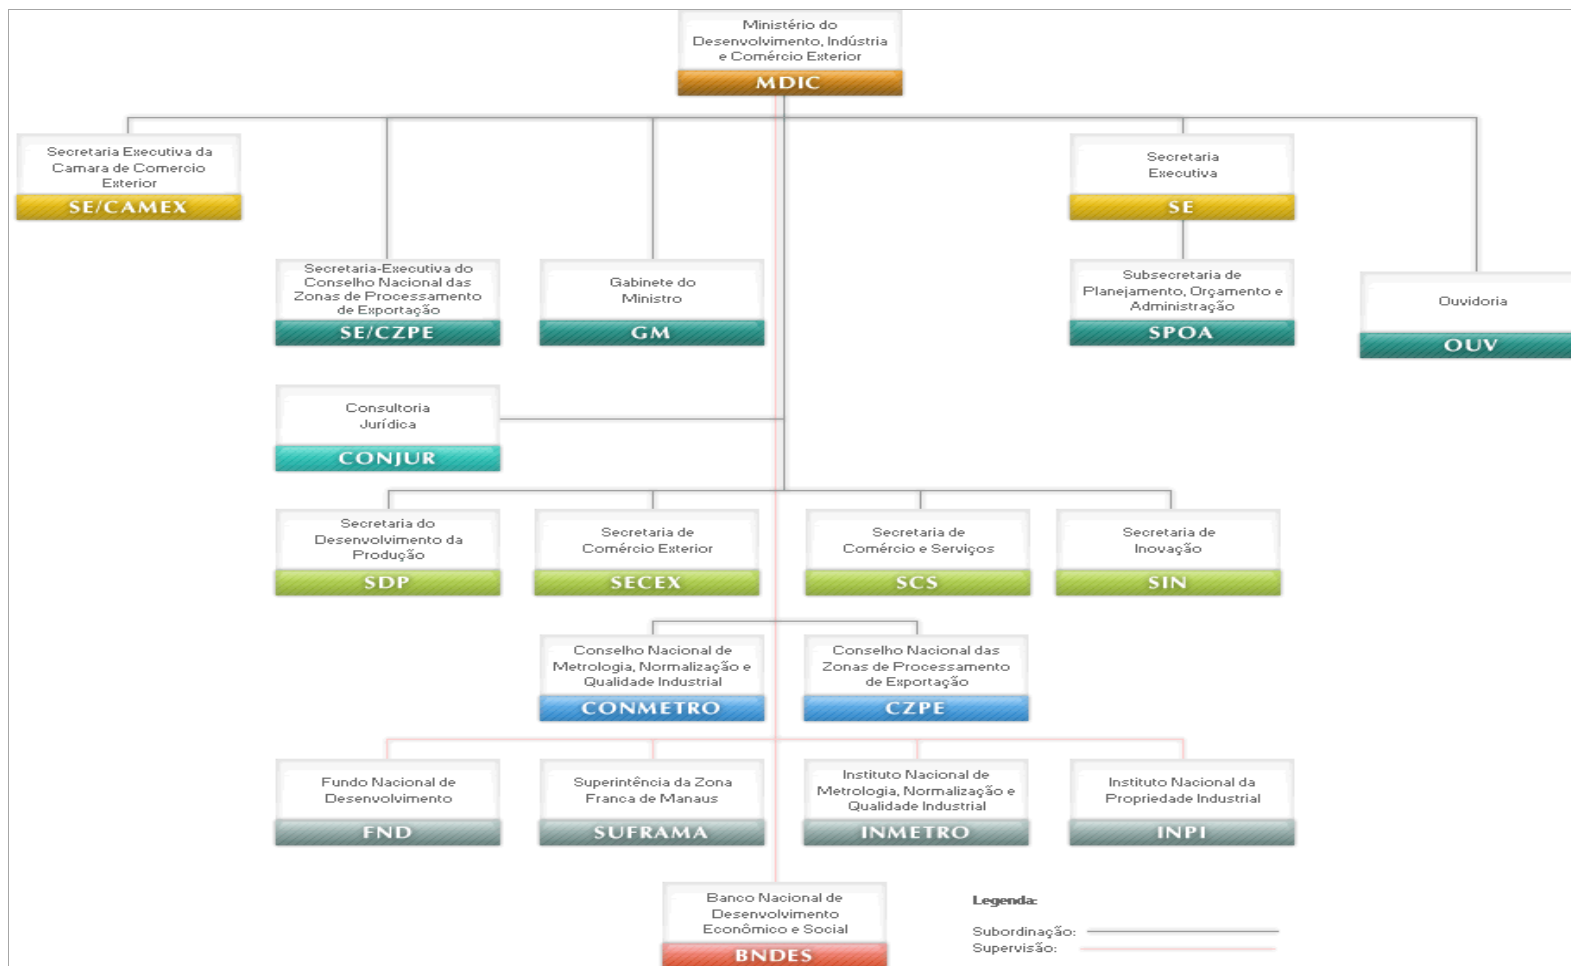 Ministério do
Desenvolvimento, Indústria
e Comércio Exterior
MDIC
Secretaria Executiva da
Camara de Comercio
Exterior
SE/CAMEX
Secretaria
Executiva
SE
Secretaria-Executiva do
Conselho Nacional das
Zonas de Processamento
de Exportação
SE/CZPE
Gabinete do
Ministro
GM
Subsecretaria de
Planejamento, Orçamento e
Administração
SPOA
Ouvidoria
OUV
Consultoria
Jurídica
CONJUR
Secretaria do
Desenvolvimento da
Produção
SDP
Secretaria de
Comércio Exterior
SECEX
Secretaria de
Comércio e Serviços
SCS
Secretaria de
Inovação
SIN
Conselho Nacional de
Metrologia, Normalização e
Qualidade Industrial
CONMETRO
Conselho Nacional das
Zonas de Processamento
de Exportação
CZPE
Fundo Nacional de
Desenvolvimento
FND
Superintência da Zona
Franca de Manaus
SUFRAMA
Instituto Nacional de
Metrologia, Normalização e
Qualidade Industrial
INMETRO
Instituto Nacional da
Propriedade Industrial
INPI
Banco Nacional de
Desenvolvimento
Econômico e Social
BNDES
Legenda:
Subordinação:
Supervisão: